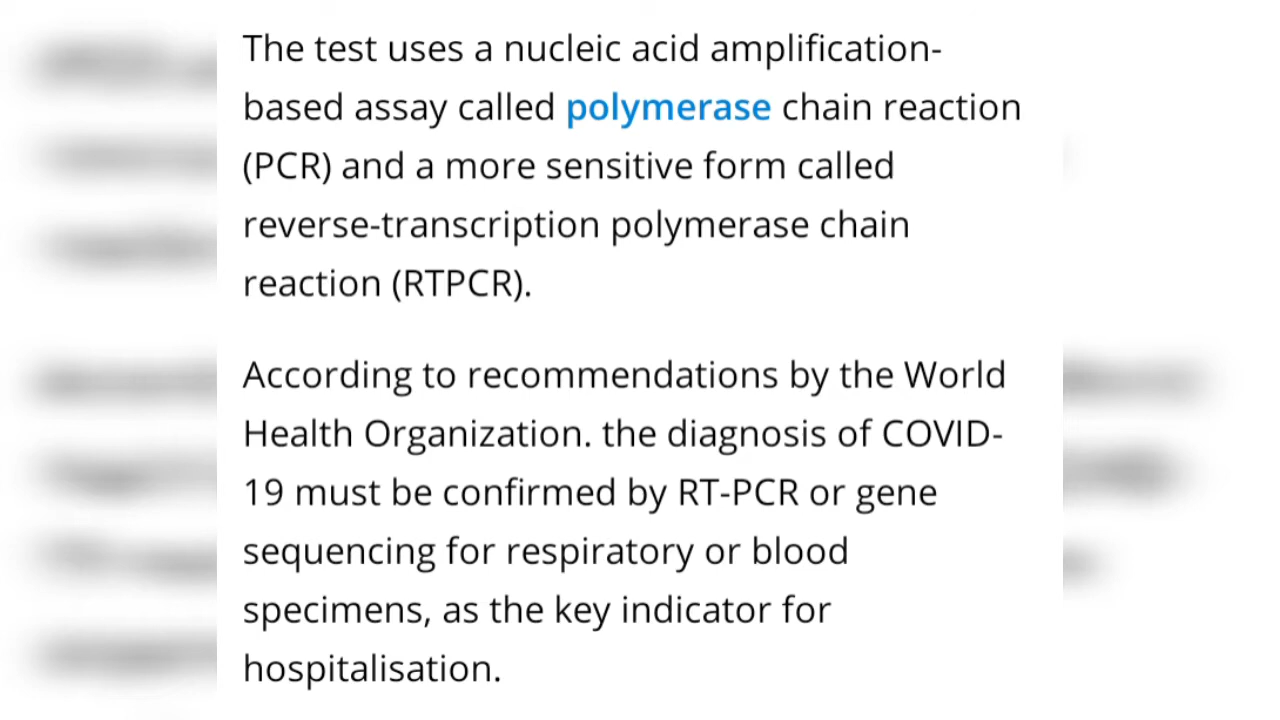 The test uses a nucleic acid amplification-
based assay called polymerase chain reaction
(PCR) and a more sensitive form called
reverse-transcription polymerase chain
reaction (RTPCR).
According to recommendations by the World
Health Organization. the diagnosis of COVID-
19 must be confirmed by RT-PCR or gene
sequencing for respiratory or blood
specimens, as the key indicator for
hospitalisation.